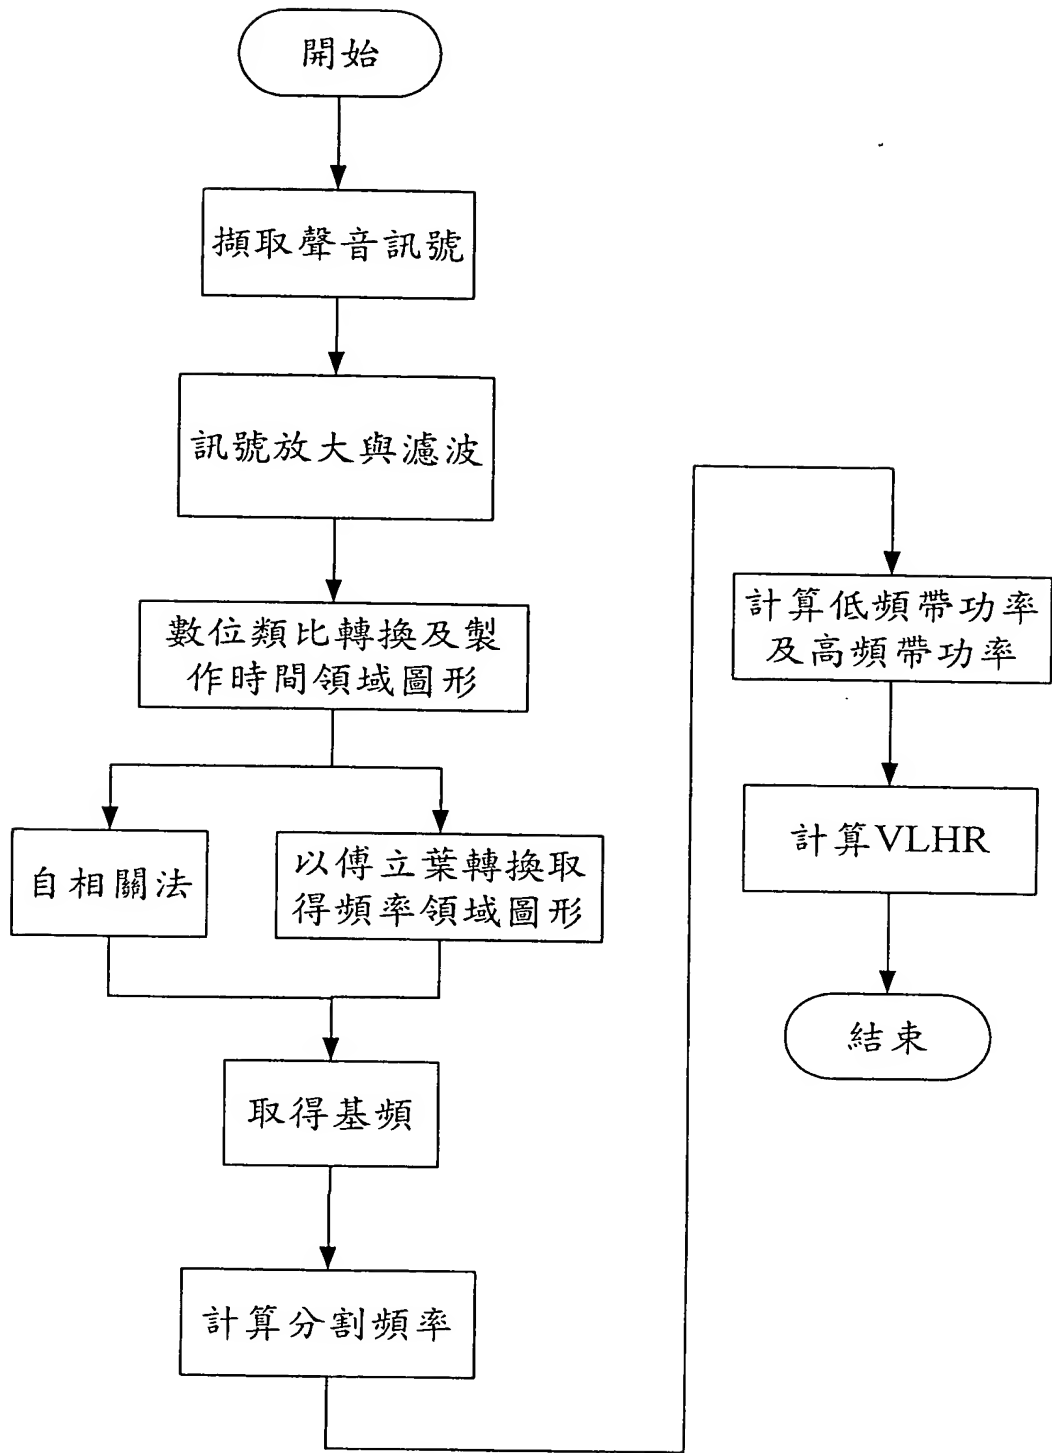 開始
擷取聲音訊號
訊號放大與濾波
數位類比轉換及製
作時間領域圖形
自相關法
以傅立葉轉換取
得頻率領域圖形
取得基頻
計算分割頻率
計算低頻帶功率
及高頻帶功率
計算VLHR
結束